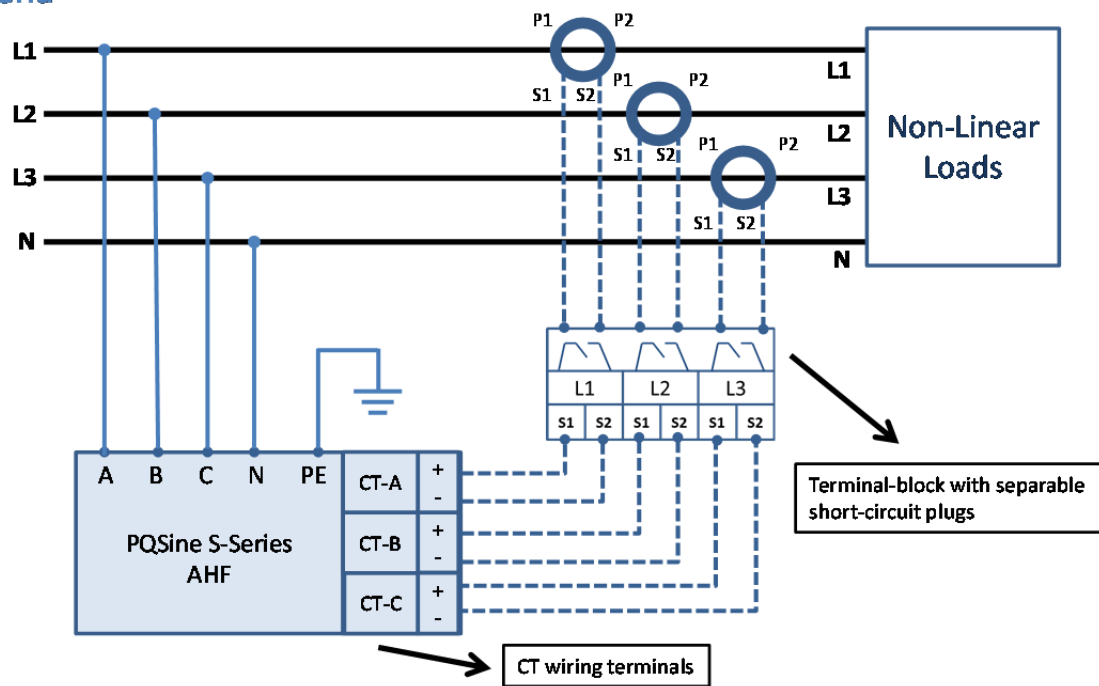 P1 P2
L1
L1
S1 S2
P1 P2
L2
L2
S1 S2
P1 P2
L3
L3
S1 S2
N
N
Non-Linear
Loads
L1 L2 L3
S1 S2 S1 S2 S1 S2
A B C N PE
CT-A + -
CT-B + -
CT-C + -
PQSine S-Series
AHF
Terminal-block with separable
short-circuit plugs
CT wiring terminals